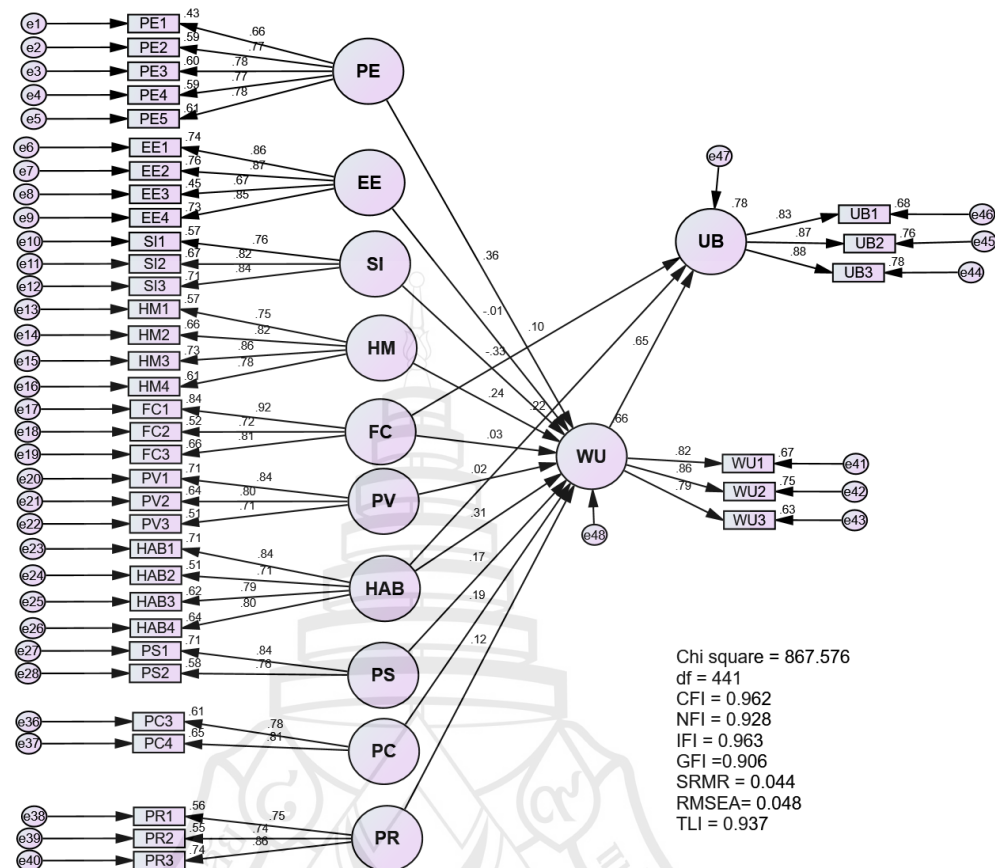 e1 PE1 .43
e2 PE2 .59
e3 PE3 .60
e4 PE4 .59
e5 PE5 .61
.66
.77
.78
.77
.78
PE
e6 EE1 .74
e7 EE2 .76
e8 EE3 .45
e9 EE4 .73
.86
.87
.67
.85
EE
e10 SI1 .57
e11 SI2 .67
e12 SI3 .71
.76
.82
.84
SI
e13 HM1 .57
e14 HM2 .66
e15 HM3 .73
e16 HM4 .61
.75
.82
.86
.78
HM
e17 FC1 .84
e18 FC2 .52
e19 FC3 .66
.92
.72
.81
FC
e20 PV1 .71
e21 PV2 .64
e22 PV3 .51
.84
.80
.71
PV
e23 HAB1 .71
e24 HAB2 .51
e25 HAB3 .62
e26 HAB4 .64
.84
.71
.79
.80
HAB
e27 PS1 .71
e28 PS2 .58
.84
.76
PS
e36 PC3 .61
e37 PC4 .65
.78
.81
PC
e38 PR1 .56
e39 PR2 .55
e40 PR3 .74
.75
.74
.86
PR
.36
-.01
-.33
.24
.03
.02
.31
.17
.19
.12
.10
.22
.65
e47
UB .78
.83 UB1 .68 e46
.87 UB2 .76 e45
.88 UB3 .78 e44
WU .66
e48
.82 WU1 .67 e41
.86 WU2 .75 e42
.79 WU3 .63 e43
Chi square = 867.576
df = 441
CFI = 0.962
NFI = 0.928
IFI = 0.963
GFI =0.906
SRMR = 0.044
RMSEA= 0.048
TLI = 0.937